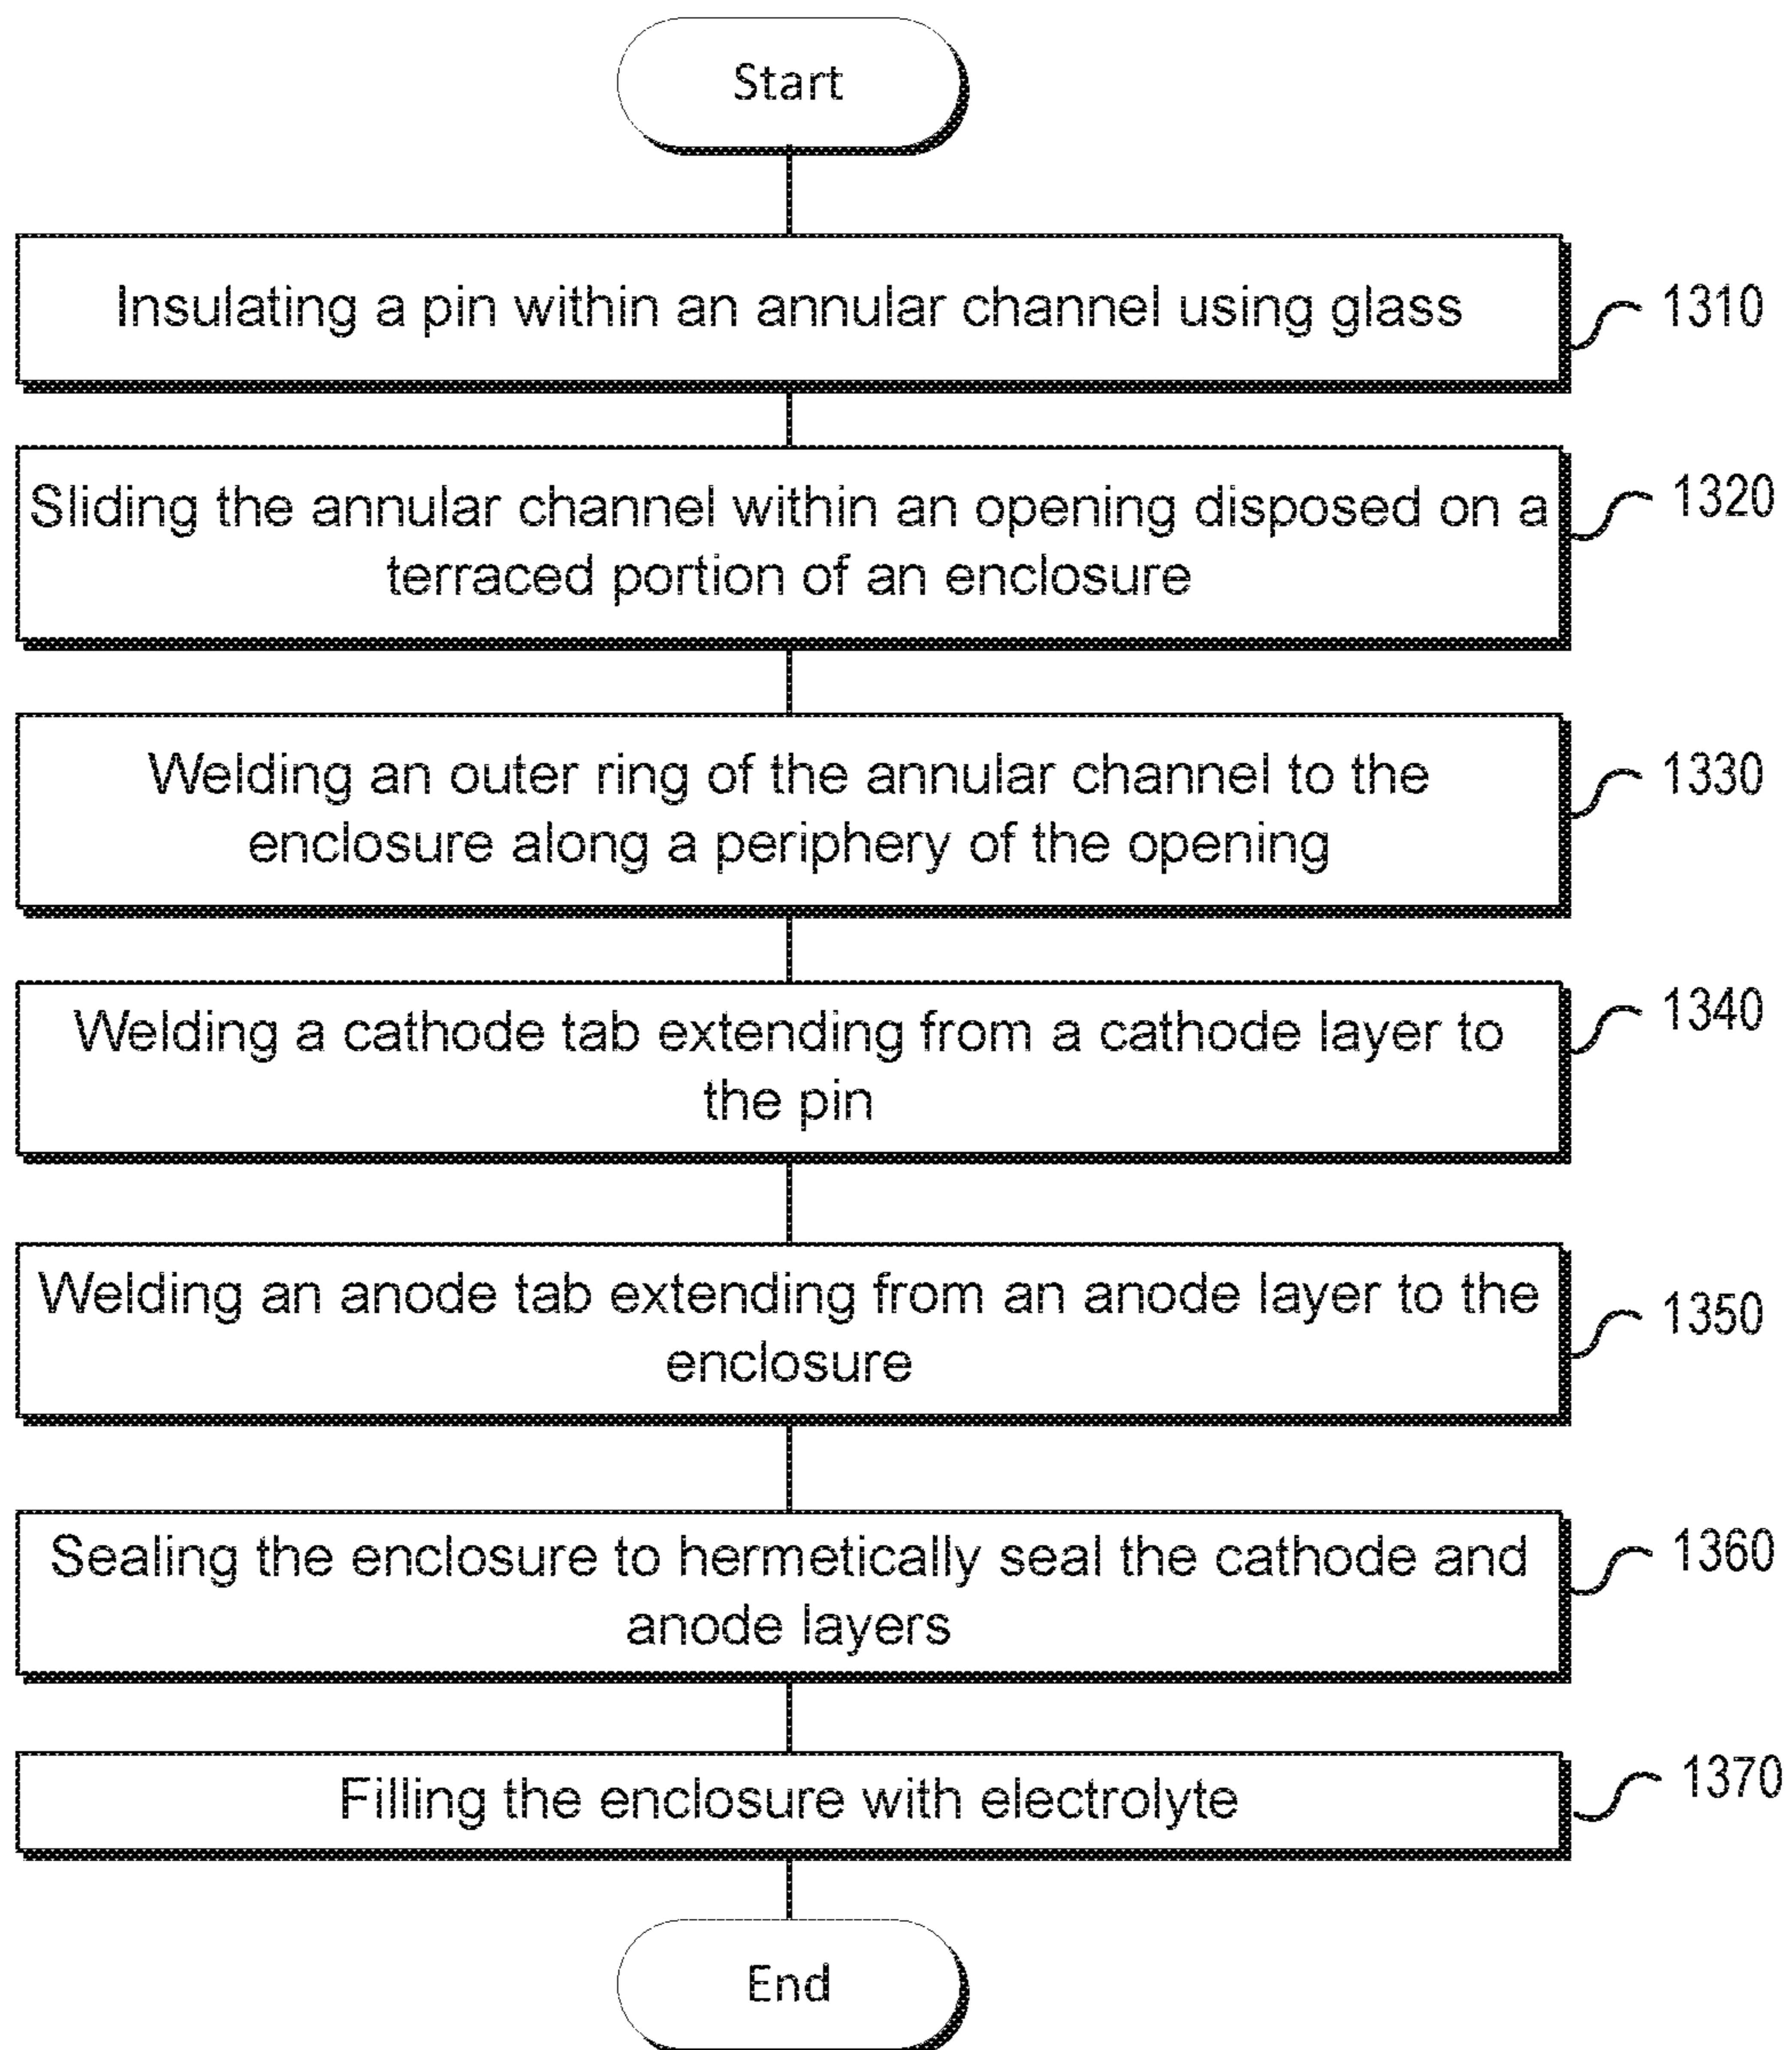 Start
Insulating a pin within an annular channel using glass
1310
Sliding the annular channel within an opening disposed on a
terraced portion of an enclosure
1320
Welding an outer ring of the annular channel to the
enclosure along a periphery of the opening
1330
Welding a cathode tab extending from a cathode layer to
the pin
1340
Welding an anode tab extending from an anode layer to the
enclosure
1350
Sealing the enclosure to hermetically seal the cathode and
anode layers
1360
Filling the enclosure with electrolyte
1370
End